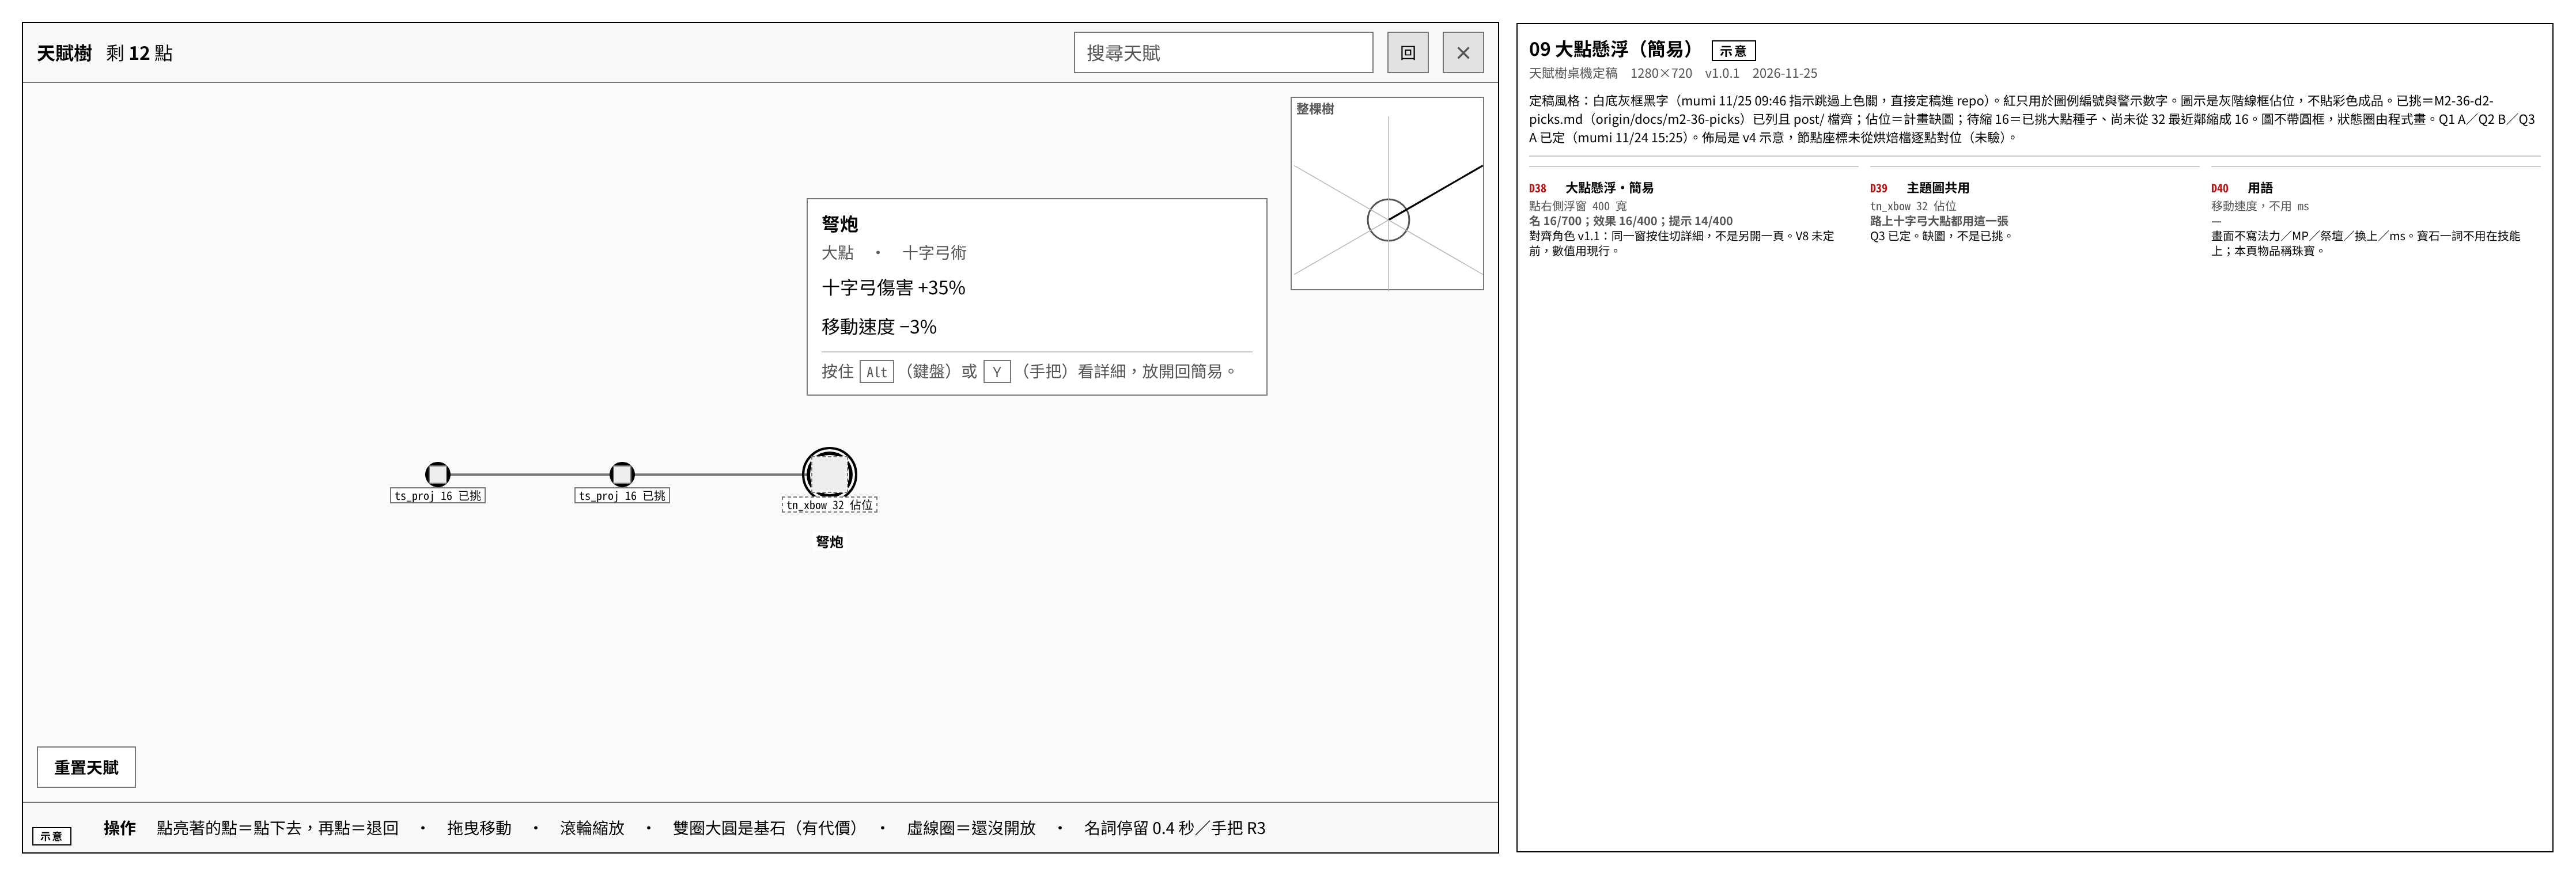 天賦樹 剩 12 點
搜尋天賦
回
×
整棵樹
弩炮
大點 ・ 十字弓術
十字弓傷害 +35%
移動速度 −3%
按住 Alt （鍵盤）或 Y （手把）看詳細，放開回簡易。
ts_proj 16 已挑
ts_proj 16 已挑
tn_xbow 32 佔位
弩炮
重置天賦
示意
操作 點亮著的點＝點下去，再點＝退回 ・ 拖曳移動 ・ 滾輪縮放 ・ 雙圈大圓是基石（有代價） ・ 虛線圈＝還沒開放 ・ 名詞停留 0.4 秒／手把 R3
09 大點懸浮（簡易） 示意
天賦樹桌機定稿 1280×720 v1.0.1 2026-11-25
定稿風格：白底灰框黑字（mumi 11/25 09:46 指示跳過上色關，直接定稿進 repo）。紅只用於圖例編號與警示數字。圖示是灰階線框佔位，不貼彩色成品。已挑＝M2-36-d2-
picks.md（origin/docs/m2-36-picks）已列且 post/ 檔齊；佔位＝計畫缺圖；待縮 16＝已挑大點種子、尚未從 32 最近鄰縮成 16。圖不帶圓框，狀態圈由程式畫。Q1 A／Q2 B／Q3
A 已定（mumi 11/24 15:25）。佈局是 v4 示意，節點座標未從烘焙檔逐點對位（未驗）。
D38 大點懸浮・簡易
點右側浮窗 400 寬
名 16/700；效果 16/400；提示 14/400
對齊角色 v1.1：同一窗按住切詳細，不是另開一頁。V8 未定
前，數值用現行。
D39 主題圖共用
tn_xbow 32 佔位
路上十字弓大點都用這一張
Q3 已定。缺圖，不是已挑。
D40 用語
移動速度，不用 ms
—
畫面不寫法力／MP／祭壇／換上／ms。寶石一詞不用在技能
上；本頁物品稱珠寶。